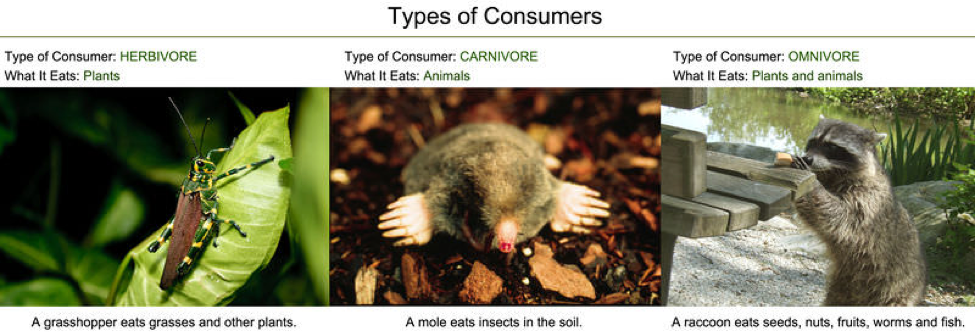 Types of Consumers
Type of Consumer: HERBIVORE
What It Eats: Plants
Type of Consumer: CARNIVORE
What It Eats: Animals
Type of Consumer: OMNIVORE
What It Eats: Plants and animals
A grasshopper eats grasses and other plants.
A mole eats insects in the soil.
A raccoon eats seeds, nuts, fruits, worms and fish.